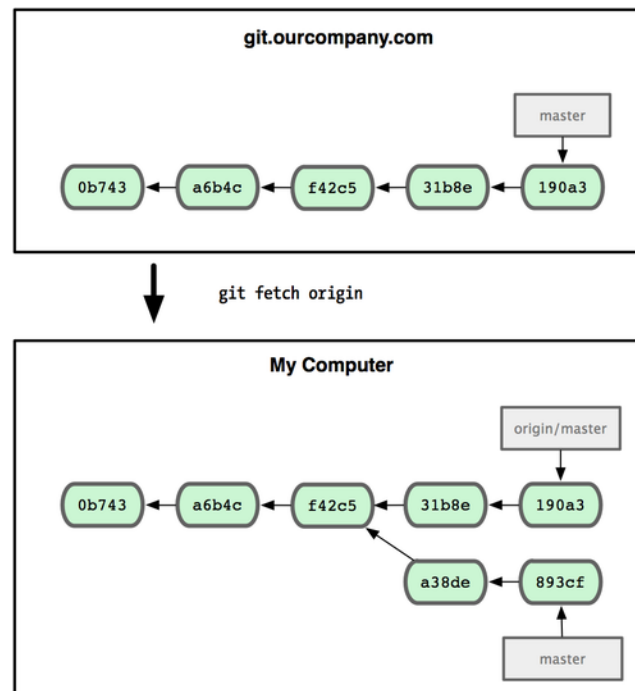 git.ourcompany.com
master
0b743 a6b4c f42c5 31b8e 190a3
git fetch origin
My Computer
origin/master
0b743 a6b4c f42c5 31b8e 190a3
a38de 893cf
master